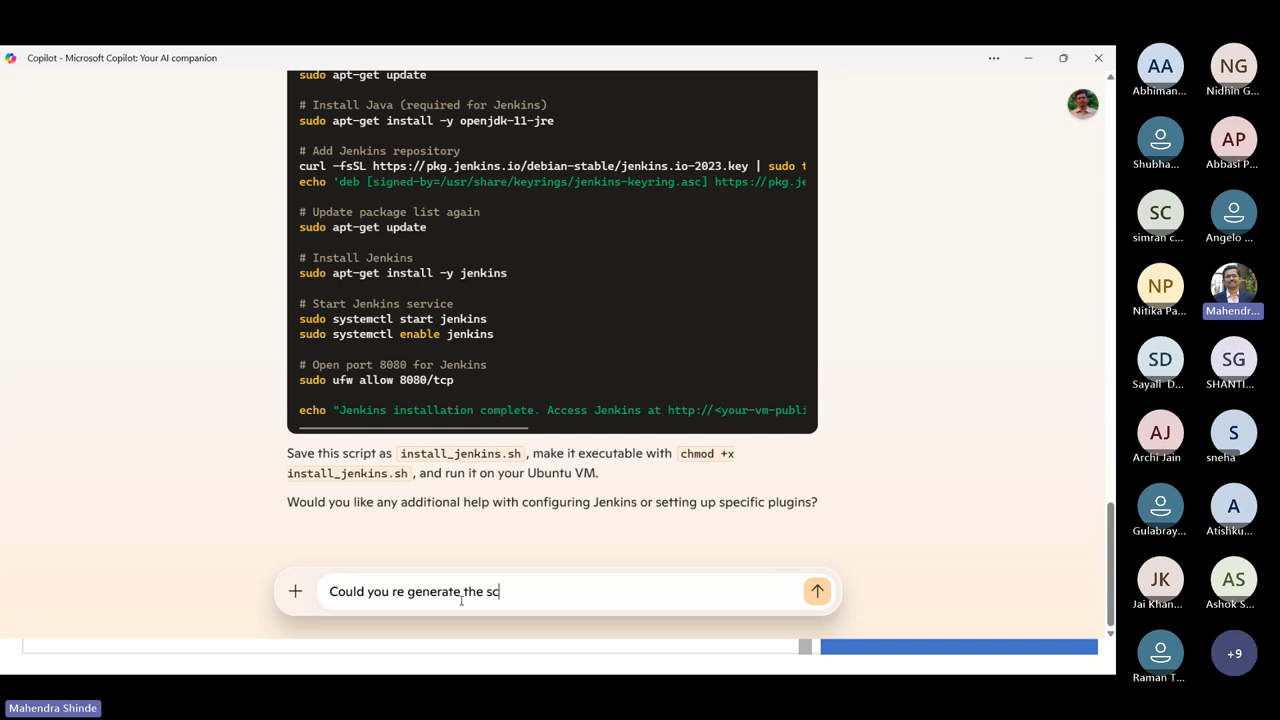 Copilot - Microsoft Copilot: Your AI companion
sudo apt-get update
# Install Java (required for Jenkins)
sudo apt-get install -y openjdk-11-jre
# Add Jenkins repository
curl -fsSL https://pkg.jenkins.io/debian-stable/jenkins.io-2023.key | sudo t
echo 'deb [signed-by=/usr/share/keyrings/jenkins-keyring.asc] https://pkg.je
# Update package list again
sudo apt-get update
# Install Jenkins
sudo apt-get install -y jenkins
# Start Jenkins service
sudo systemctl start jenkins
sudo systemctl enable jenkins
# Open port 8080 for Jenkins
sudo ufw allow 8080/tcp
echo "Jenkins installation complete. Access Jenkins at http://<your-vm-publi
Save this script as install_jenkins.sh, make it executable with chmod +x
install_jenkins.sh, and run it on your Ubuntu VM.
Would you like any additional help with configuring Jenkins or setting up specific plugins?
Could you re generate the sc
AA NG
Abhiman... Nidhin G...
AP
Shubha... Abbasi P...
SC
simran c... Angelo ...
NP
Nitika Pa... Mahendr...
SD SG
Sayali D... SHANTI...
AJ S
Archi Jain sneha
A
Gulabray... Atishku...
JK AS
Jai Khan... Ashok S...
+9
Raman T...
Mahendra Shinde